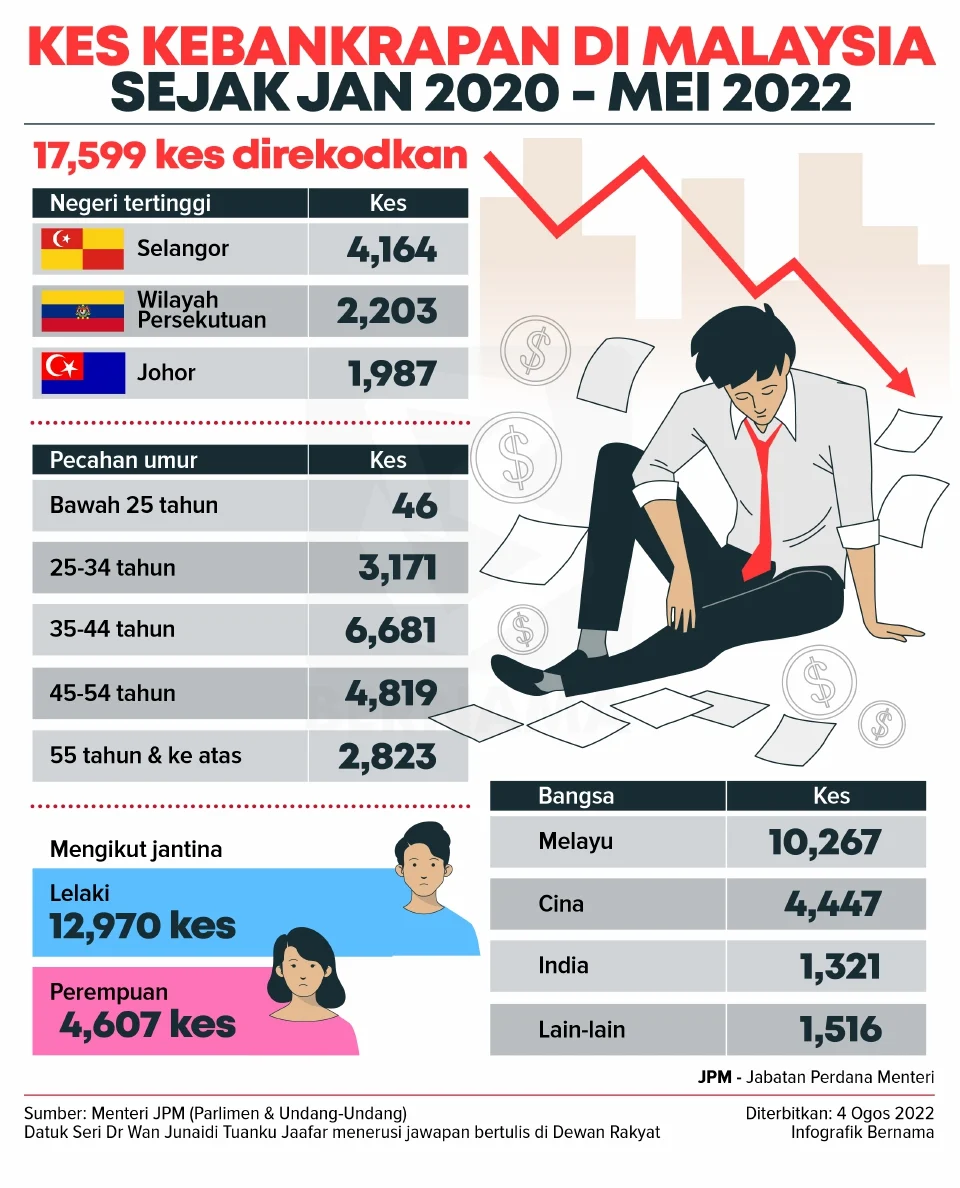 KES KEBANKRAPAN DI MALAYSIA
SEJAK JAN 2020 - MEI 2022
17,599 kes direkodkan
Negeri tertinggi Kes
Selangor 4,164
Wilayah
Persekutuan 2,203
Johor 1,987
Pecahan umur Kes
Bawah 25 tahun 46
25-34 tahun 3,171
35-44 tahun 6,681
45-54 tahun 4,819
55 tahun & ke atas 2,823
Mengikut jantina
Lelaki
12,970 kes
Perempuan
4,607 kes
Bangsa Kes
Melayu 10,267
Cina 4,447
India 1,321
Lain-lain 1,516
JPM - Jabatan Perdana Menteri
Sumber: Menteri JPM (Parlimen & Undang-Undang)
Datuk Seri Dr Wan Junaidi Tuanku Jaafar menerusi jawapan bertulis di Dewan Rakyat
Diterbitkan: 4 Ogos 2022
Infografik Bernama